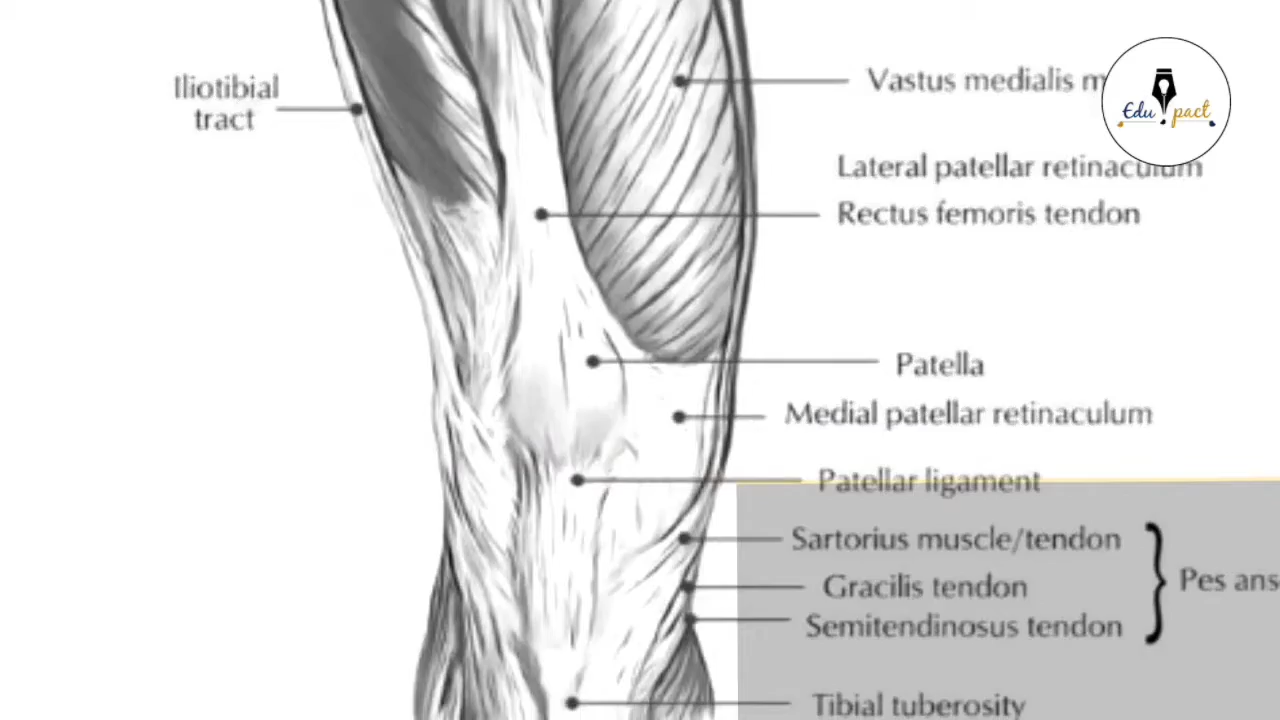 Iliotibial
tract
Vastus medialis
Edu pact
Lateral patellar retinaculum
Rectus femoris tendon
Patella
Medial patellar retinaculum
Patellar ligament
Sartorius muscle/tendon
Gracilis tendon
Pes ans
Semitendinosus tendon
Tibial tuberosity